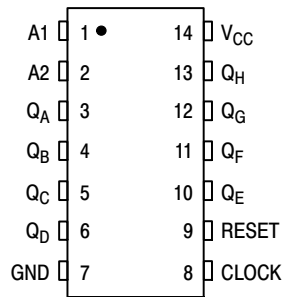 A1 1 14 VCC
A2 2 13 QH
QA 3 12 QG
QB 4 11 QF
QC 5 10 QE
QD 6 9 RESET
GND 7 8 CLOCK